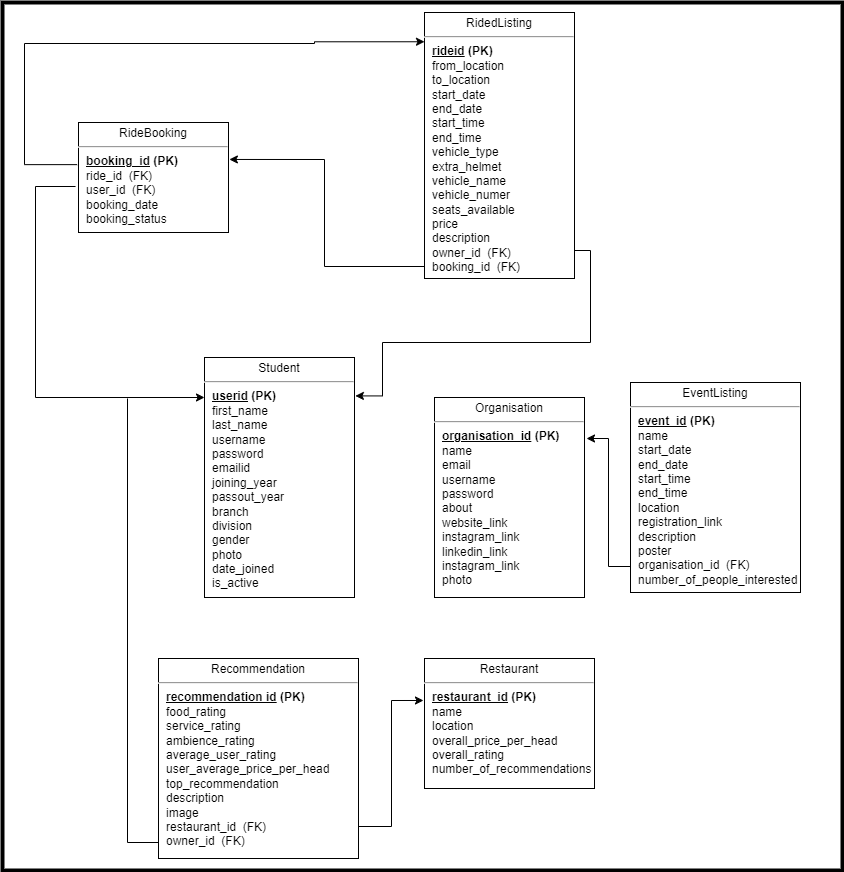 RidedListing
rideid (PK)
from_location
to_location
start_date
end_date
start_time
end_time
vehicle_type
extra_helmet
vehicle_name
vehicle_numer
seats_available
price
description
owner_id (FK)
booking_id (FK)
RideBooking
booking_id (PK)
ride_id (FK)
user_id (FK)
booking_date
booking_status
Student
userid (PK)
first_name
last_name
username
password
emailid
joining_year
passout_year
branch
division
gender
photo
date_joined
is_active
Organisation
organisation_id (PK)
name
email
username
password
about
website_link
instagram_link
linkedin_link
instagram_link
photo
EventListing
event_id (PK)
name
start_date
end_date
start_time
end_time
location
registration_link
description
poster
organisation_id (FK)
number_of_people_interested
Recommendation
recommendation id (PK)
food_rating
service_rating
ambience_rating
average_user_rating
user_average_price_per_head
top_recommendation
description
image
restaurant_id (FK)
owner_id (FK)
Restaurant
restaurant_id (PK)
name
location
overall_price_per_head
overall_rating
number_of_recommendations